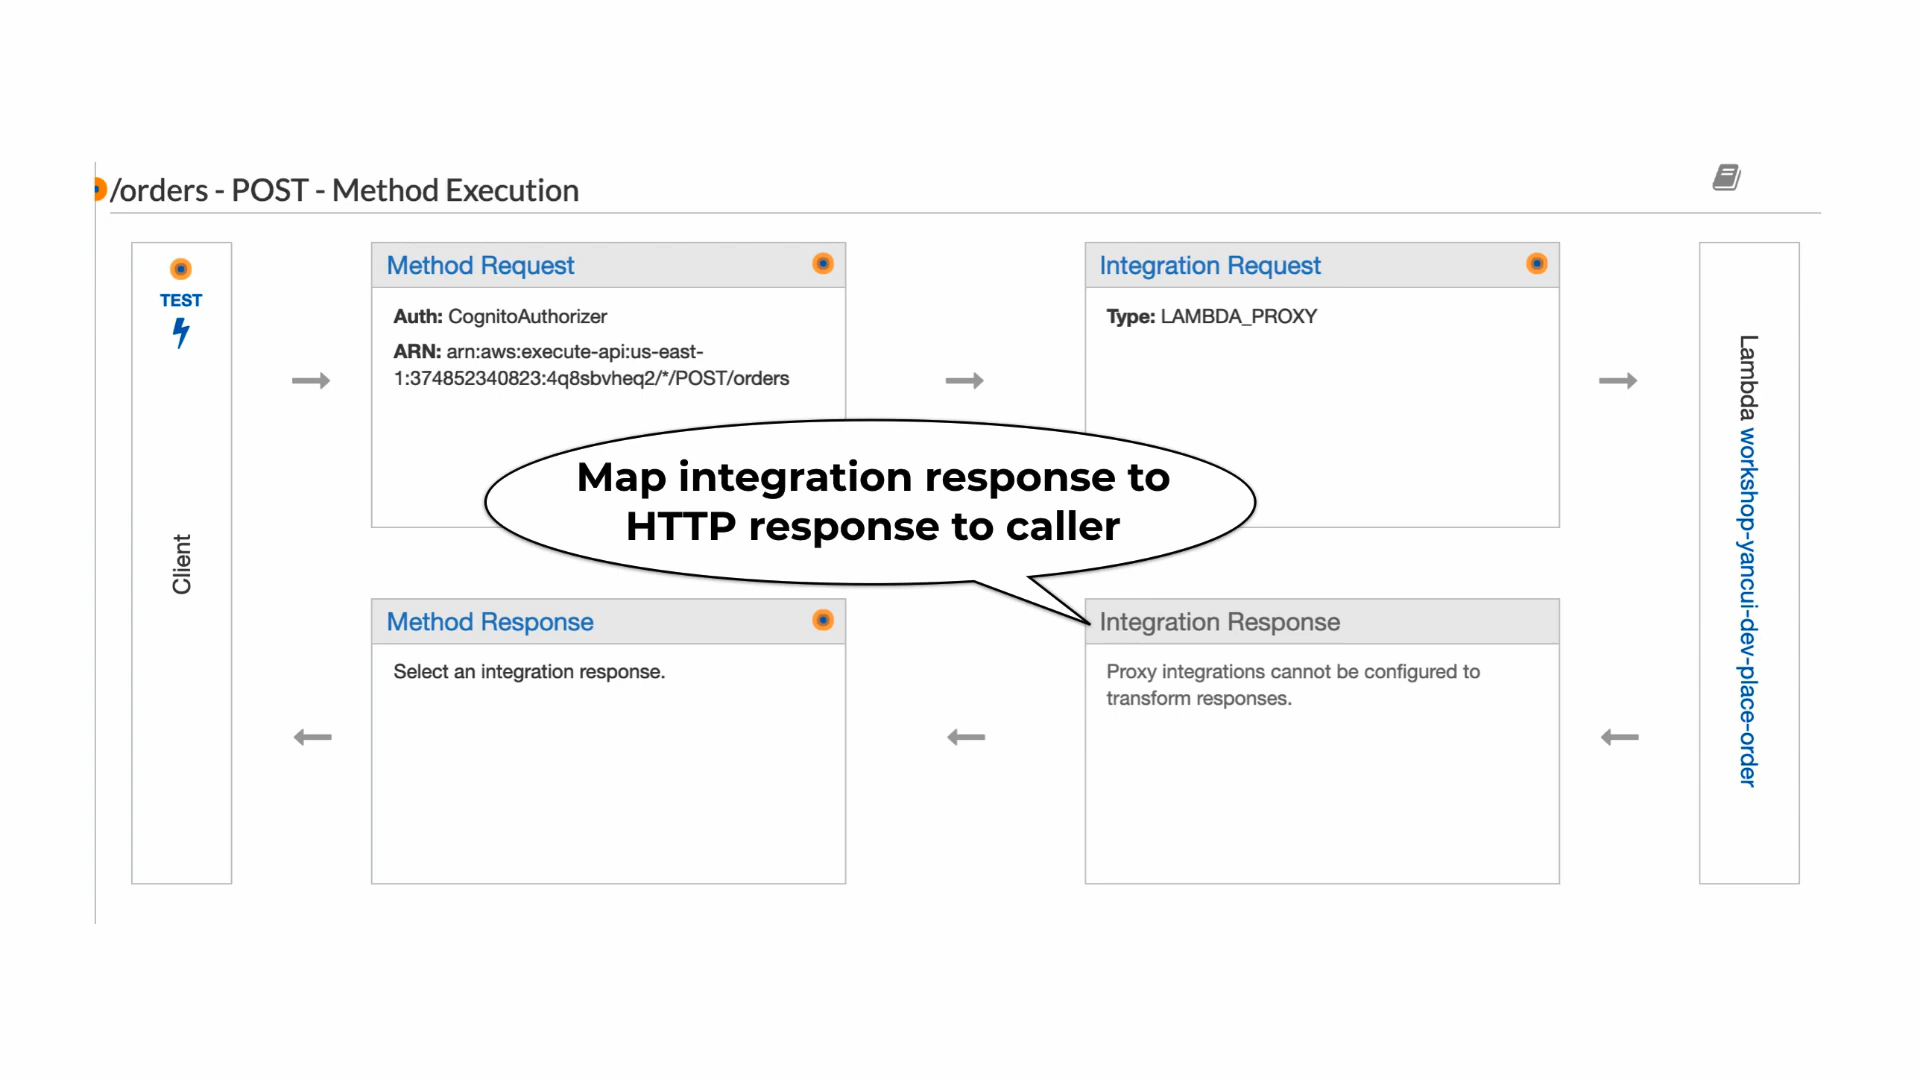 /orders - POST - Method Execution
TEST
Client
Method Request
Auth: CognitoAuthorizer
ARN: arn:aws:execute-api:us-east-
1:374852340823:4q8sbvheq2/*/POST/orders
Integration Request
Type: LAMBDA_PROXY
Map integration response to
HTTP response to caller
Method Response
Select an integration response.
Integration Response
Proxy integrations cannot be configured to
transform responses.
Lambda workshop-yancui-dev-place-order